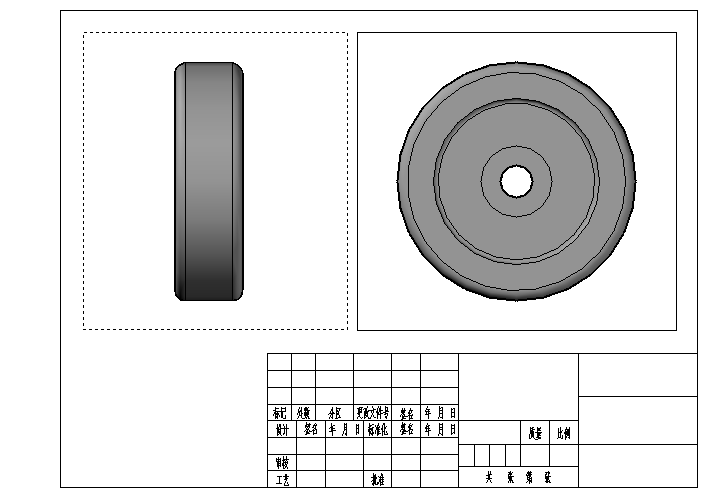 标记 处数 分区 更改文件号 签名 年 月 日
设计 签名 年 月 日 标准化 签名 年 月 日
质量 比例
审核
工艺 批准
共 张 第 张